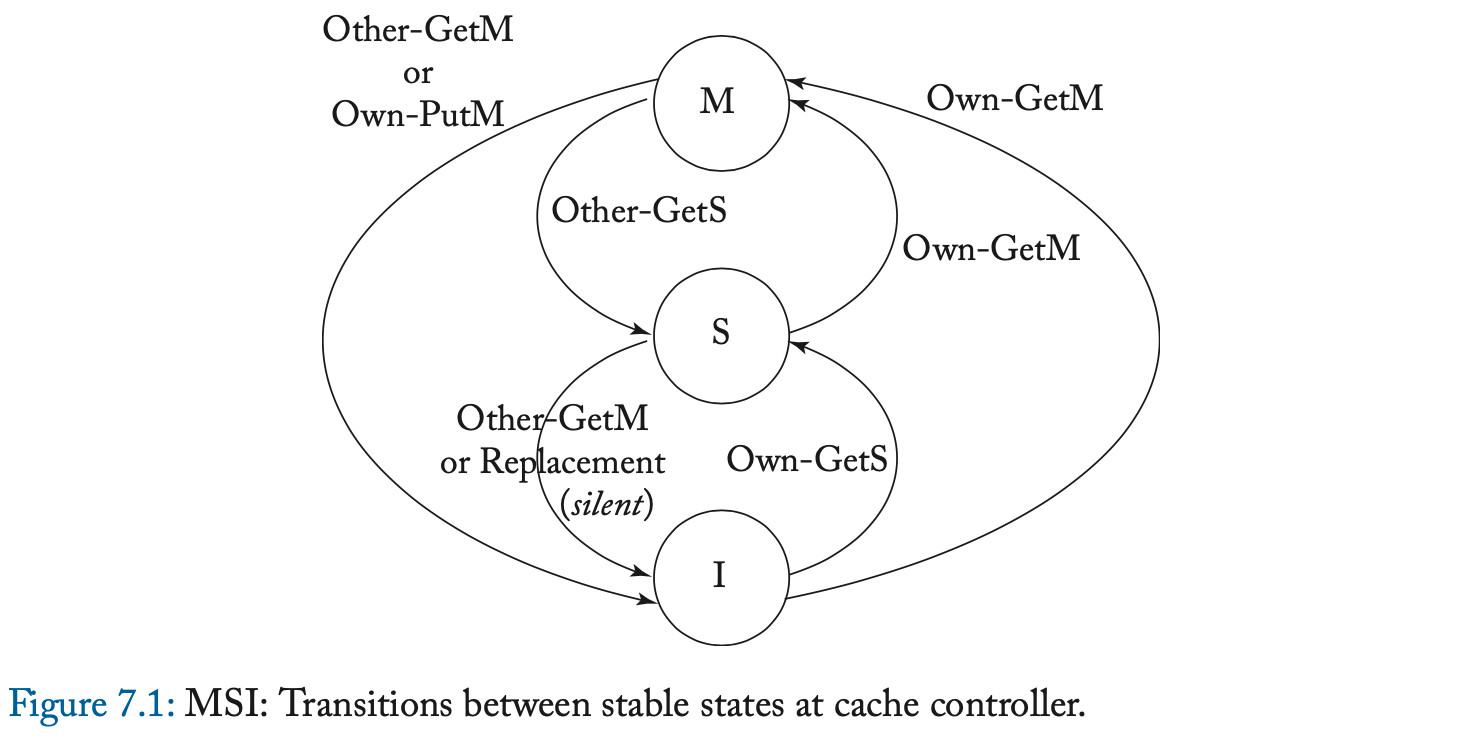 Other-GetM
or
Own-PutM
M
Own-GetM
Other-GetS
Own-GetM
S
Other-GetM
or Replacement
(silent)
Own-GetS
I
Figure 7.1: MSI: Transitions between stable states at cache controller.